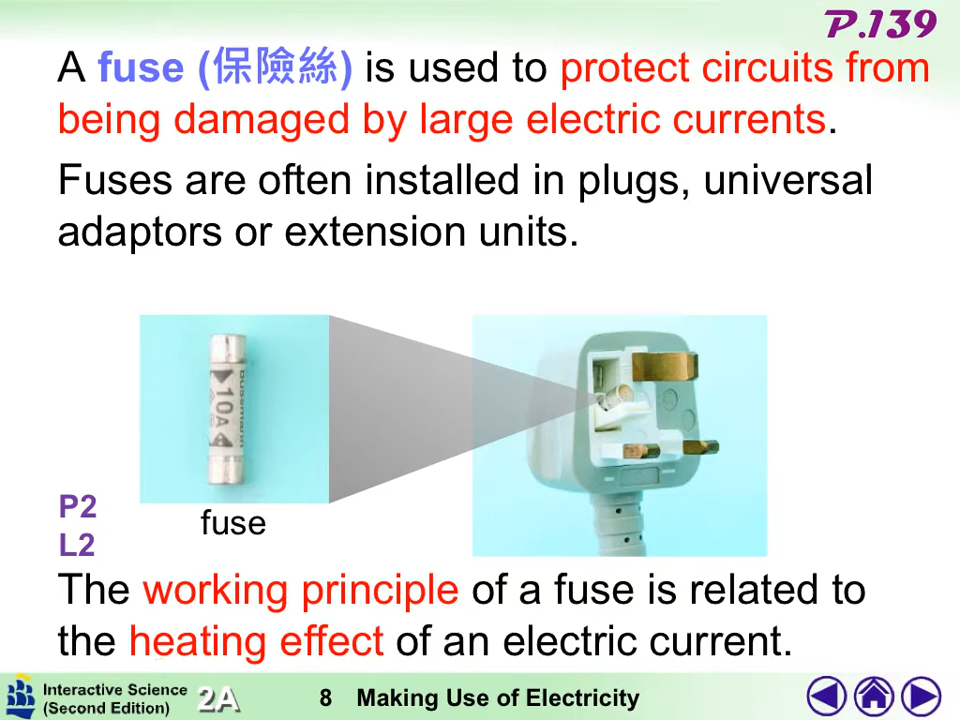 P.139
A fuse (保險絲) is used to protect circuits from
being damaged by large electric currents.
Fuses are often installed in plugs, universal
adaptors or extension units.
10A
P2
L2
fuse
The working principle of a fuse is related to
the heating effect of an electric current.
Interactive Science
(Second Edition)
2A
8 Making Use of Electricity